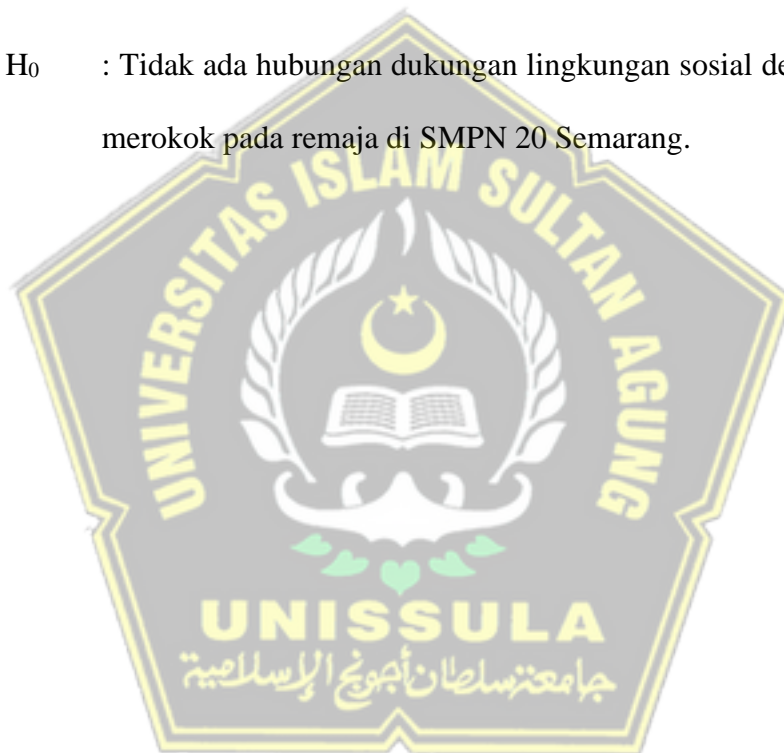 H₀ : Tidak ada hubungan dukungan lingkungan sosial de
merokok pada remaja di SMPN 20 Semarang.
UNIVERSITAS ISLAM SULTAN AGUNG
UNISSULA
جامعة سلطان أجونج الإسلامية